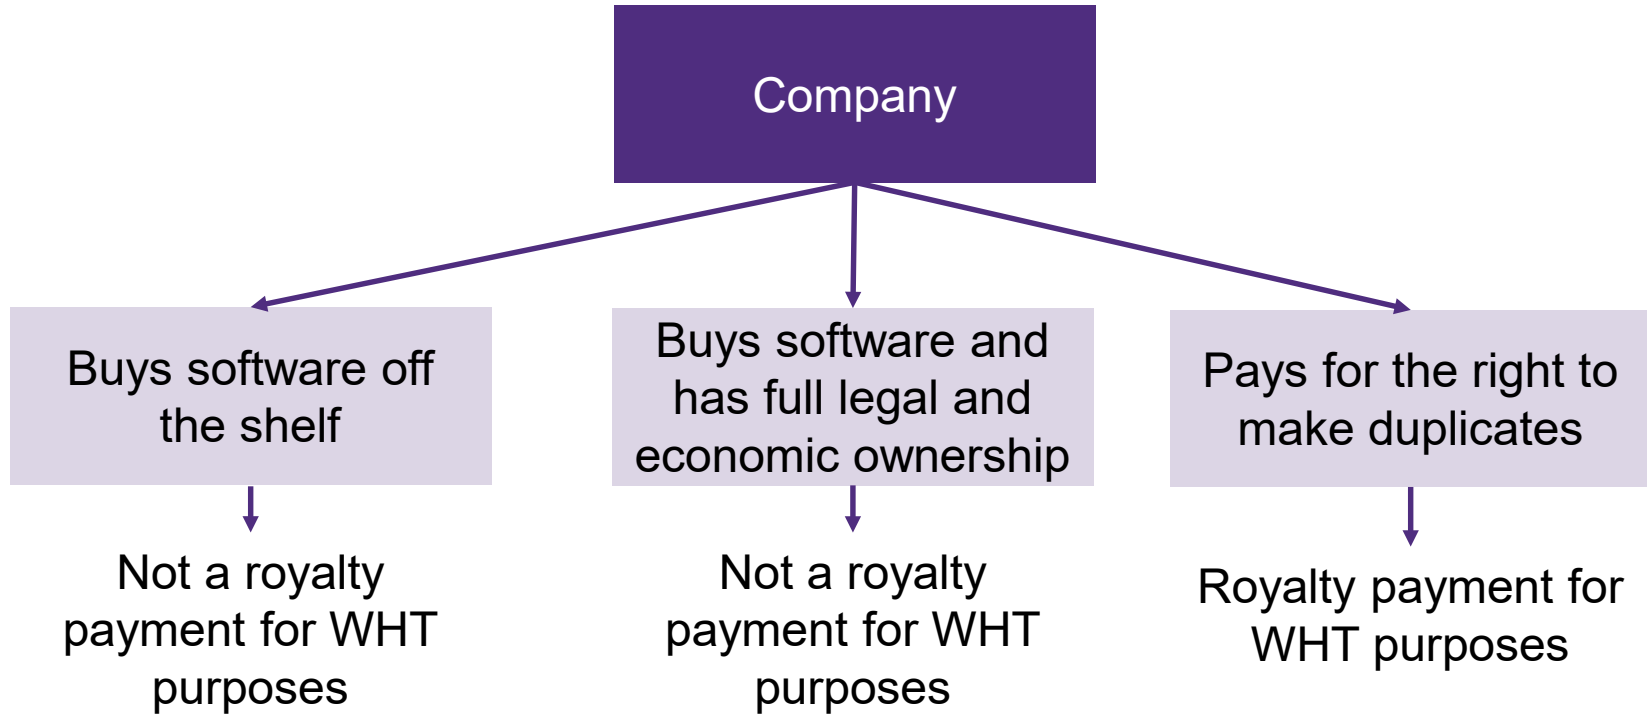 Company
Buys software off
the shelf
Buys software and
has full legal and
economic ownership
Pays for the right to
make duplicates
Not a royalty
payment for WHT
purposes
Not a royalty
payment for WHT
purposes
Royalty payment for
WHT purposes